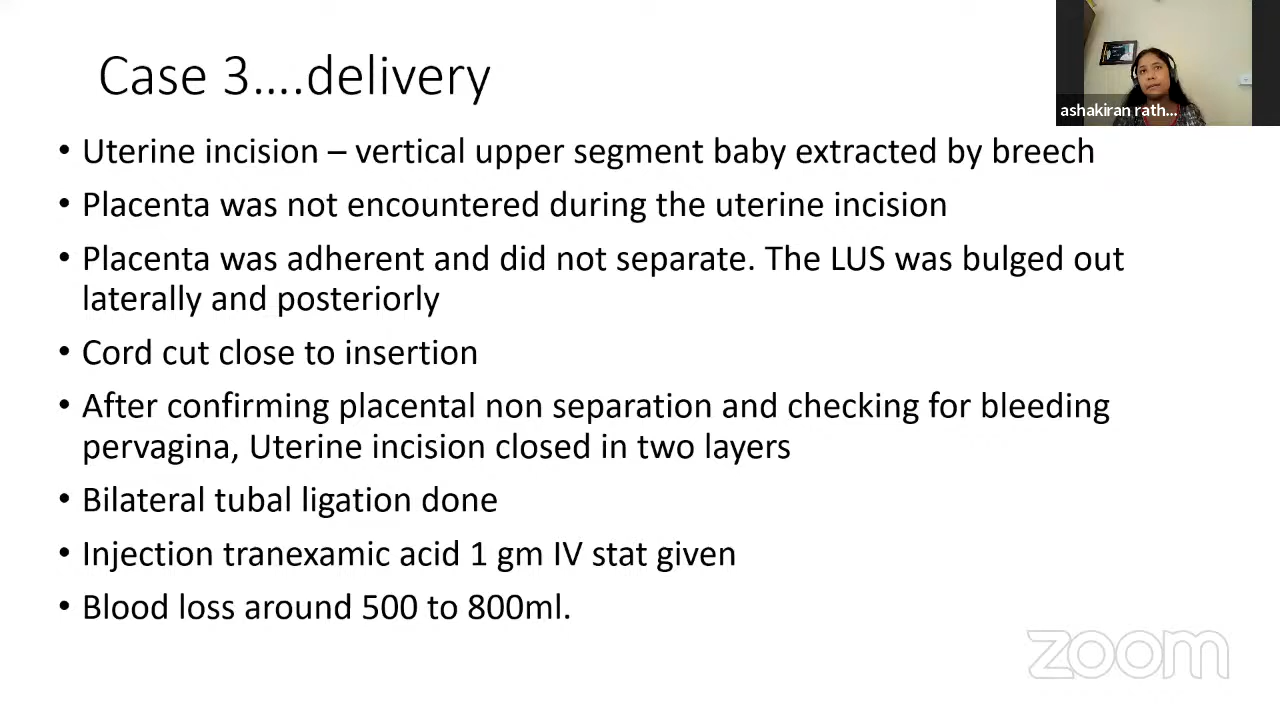 Case 3....delivery
ashakiran rath...
• Uterine incision – vertical upper segment baby extracted by breech
• Placenta was not encountered during the uterine incision
• Placenta was adherent and did not separate. The LUS was bulged out
laterally and posteriorly
• Cord cut close to insertion
• After confirming placental non separation and checking for bleeding
pervagina, Uterine incision closed in two layers
• Bilateral tubal ligation done
• Injection tranexamic acid 1 gm IV stat given
• Blood loss around 500 to 800ml.
zoom